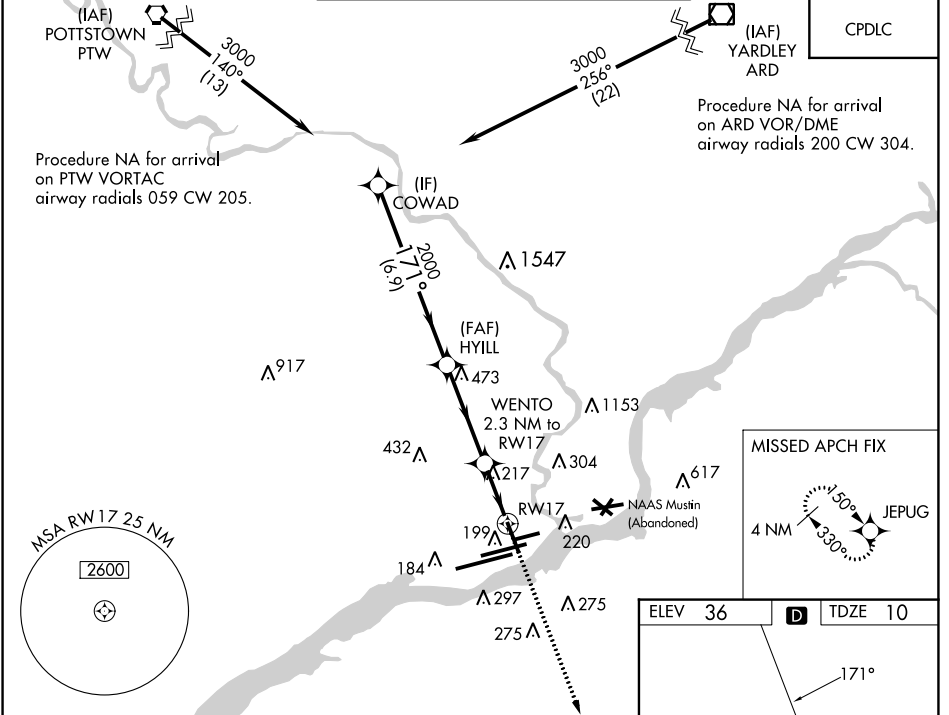 (IAF)
POTTSTOWN
PTW
3000
140°
(13)
3000
256°
(22)
(IAF)
YARDLEY
ARD
CPDLC
Procedure NA for arrival
on ARD VOR/DME
airway radials 200 CW 304.
Procedure NA for arrival
on PTW VORTAC
airway radials 059 CW 205.
(IF)
COWAD
2000
171°
(6.9)
1547
(FAF)
HYILL
917
473
WENTO
2.3 NM to
RW17
1153
432
217
304
617
RW17
NAAS Mustin
(Abandoned)
199
220
184
297
275
275
MISSED APCH FIX
150°
JEPUG
4 NM
330°
MSA RW17 25 NM
2600
ELEV 36
D
TDZE 10
171°